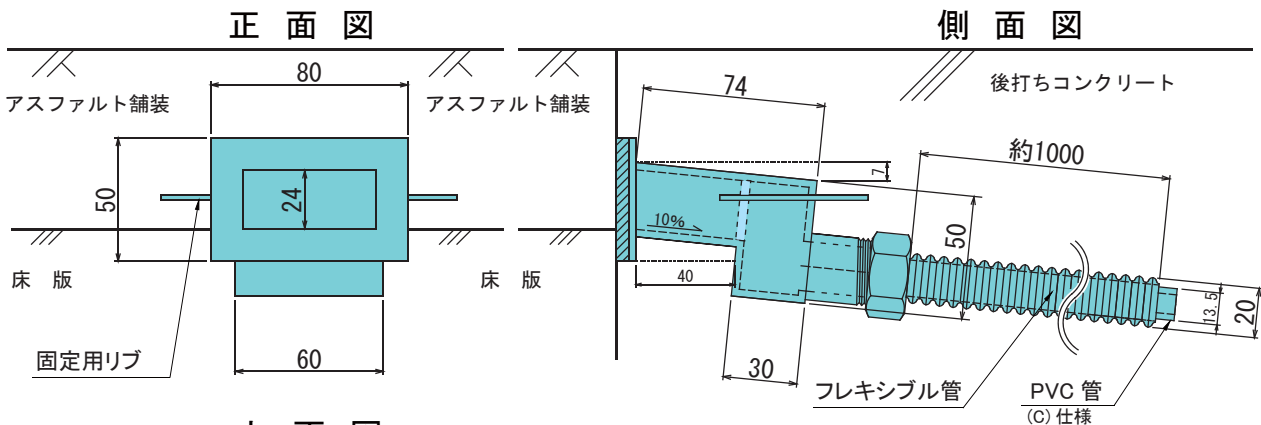 正面図
側面図
80
74
アスファルト舗装
アスファルト舗装
後打ちコンクリート
約1000
7
50
24
10%
50
40
床版
床版
13.5
20
固定用リブ
60
30
フレキシブル管
PVC管
(C)仕様